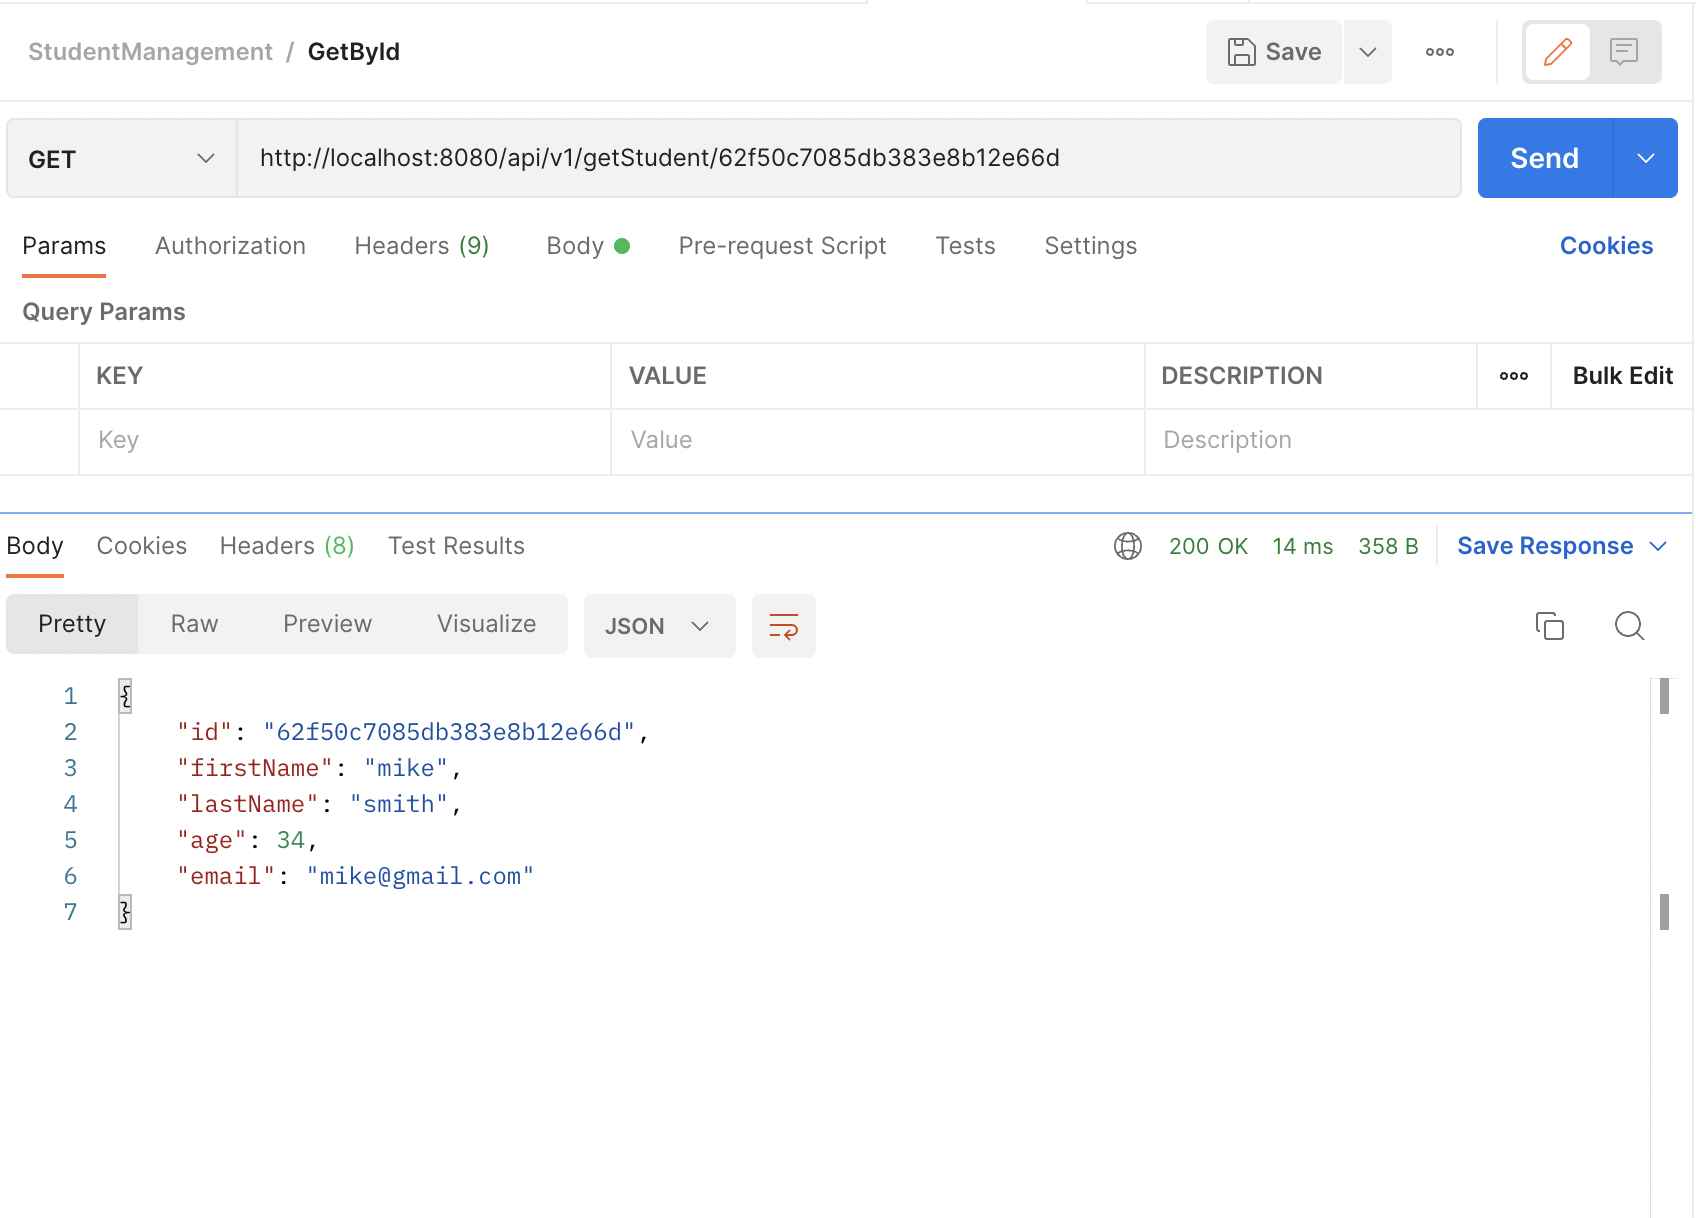 StudentManagement / GetById
Save
GET
http://localhost:8080/api/v1/getStudent/62f50c7085db383e8b12e66d
Send
Params Authorization Headers (9) Body Pre-request Script Tests Settings Cookies
Query Params
KEY VALUE DESCRIPTION Bulk Edit
Key Value Description
Body Cookies Headers (8) Test Results 200 OK 14 ms 358 B Save Response
Pretty Raw Preview Visualize JSON
1 {
2 "id": "62f50c7085db383e8b12e66d",
3 "firstName": "mike",
4 "lastName": "smith",
5 "age": 34,
6 "email": "mike@gmail.com"
7 }